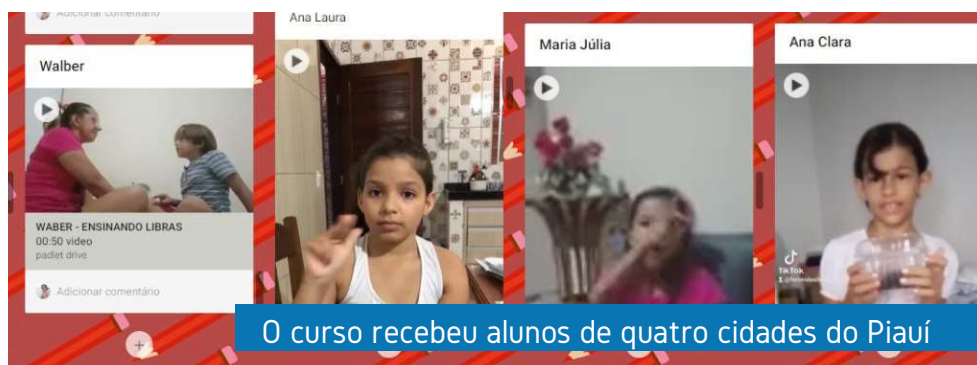 Adicionar comentário
Walber
WABER - ENSINANDO LIBRAS
00:50 video
padlet drive
Adicionar comentário
Ana Laura
Maria Júlia
Ana Clara
TikTok
O curso recebeu alunos de quatro cidades do Piauí